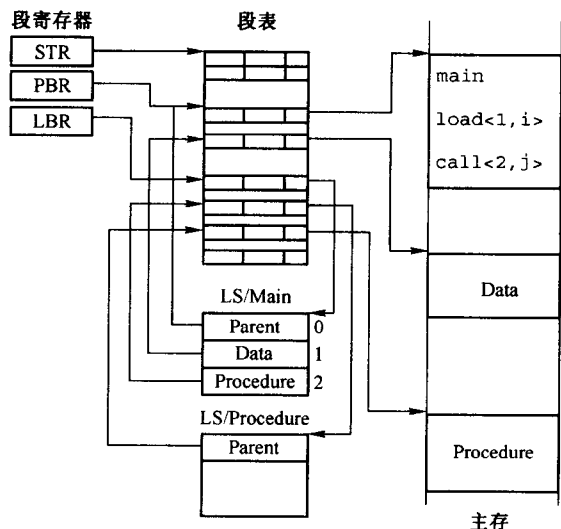 段寄存器
STR
PBR
LBR
段表
LS/Main
Parent 0
Data 1
Procedure 2
LS/Procedure
Parent
main
load<1,i>
call<2,j>
Data
Procedure
主存